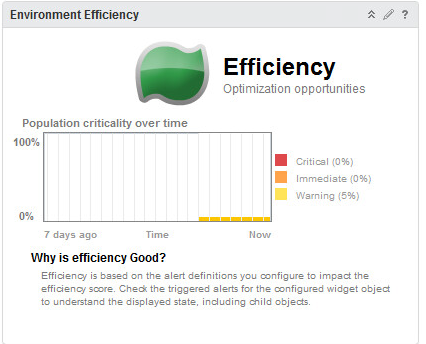 Environment Efficiency ?
Efficiency
Optimization opportunities
Population criticality over time
100%
Critical (0%)
Immediate (0%)
Warning (5%)
0%
7 days ago Time Now
Why is efficiency Good?
Efficiency is based on the alert definitions you configure to impact the
efficiency score. Check the triggered alerts for the configured widget object
to understand the displayed state, including child objects.